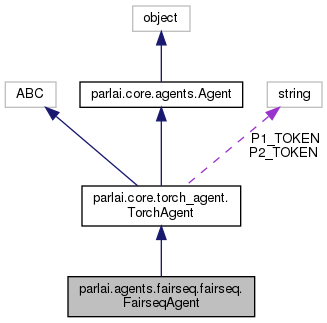 object
ABC
parlai.core.agents.Agent
string
P1_TOKEN
P2_TOKEN
parlai.core.torch_agent.
TorchAgent
parlai.agents.fairseq.fairseq.
FairseqAgent